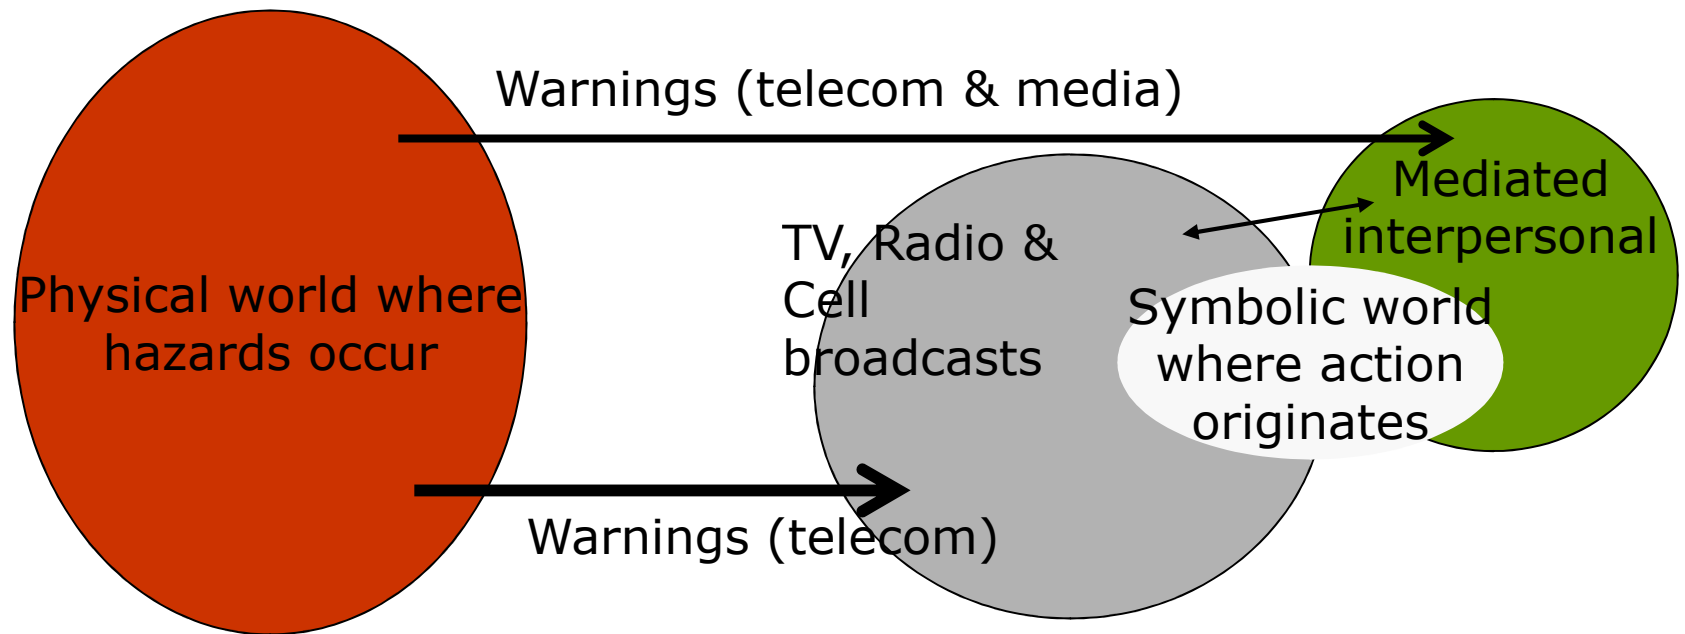 Warnings (telecom & media)
Physical world where
hazards occur
TV, Radio &
Cell
broadcasts
Mediated
interpersonal
Symbolic world
where action
originates
Warnings (telecom)